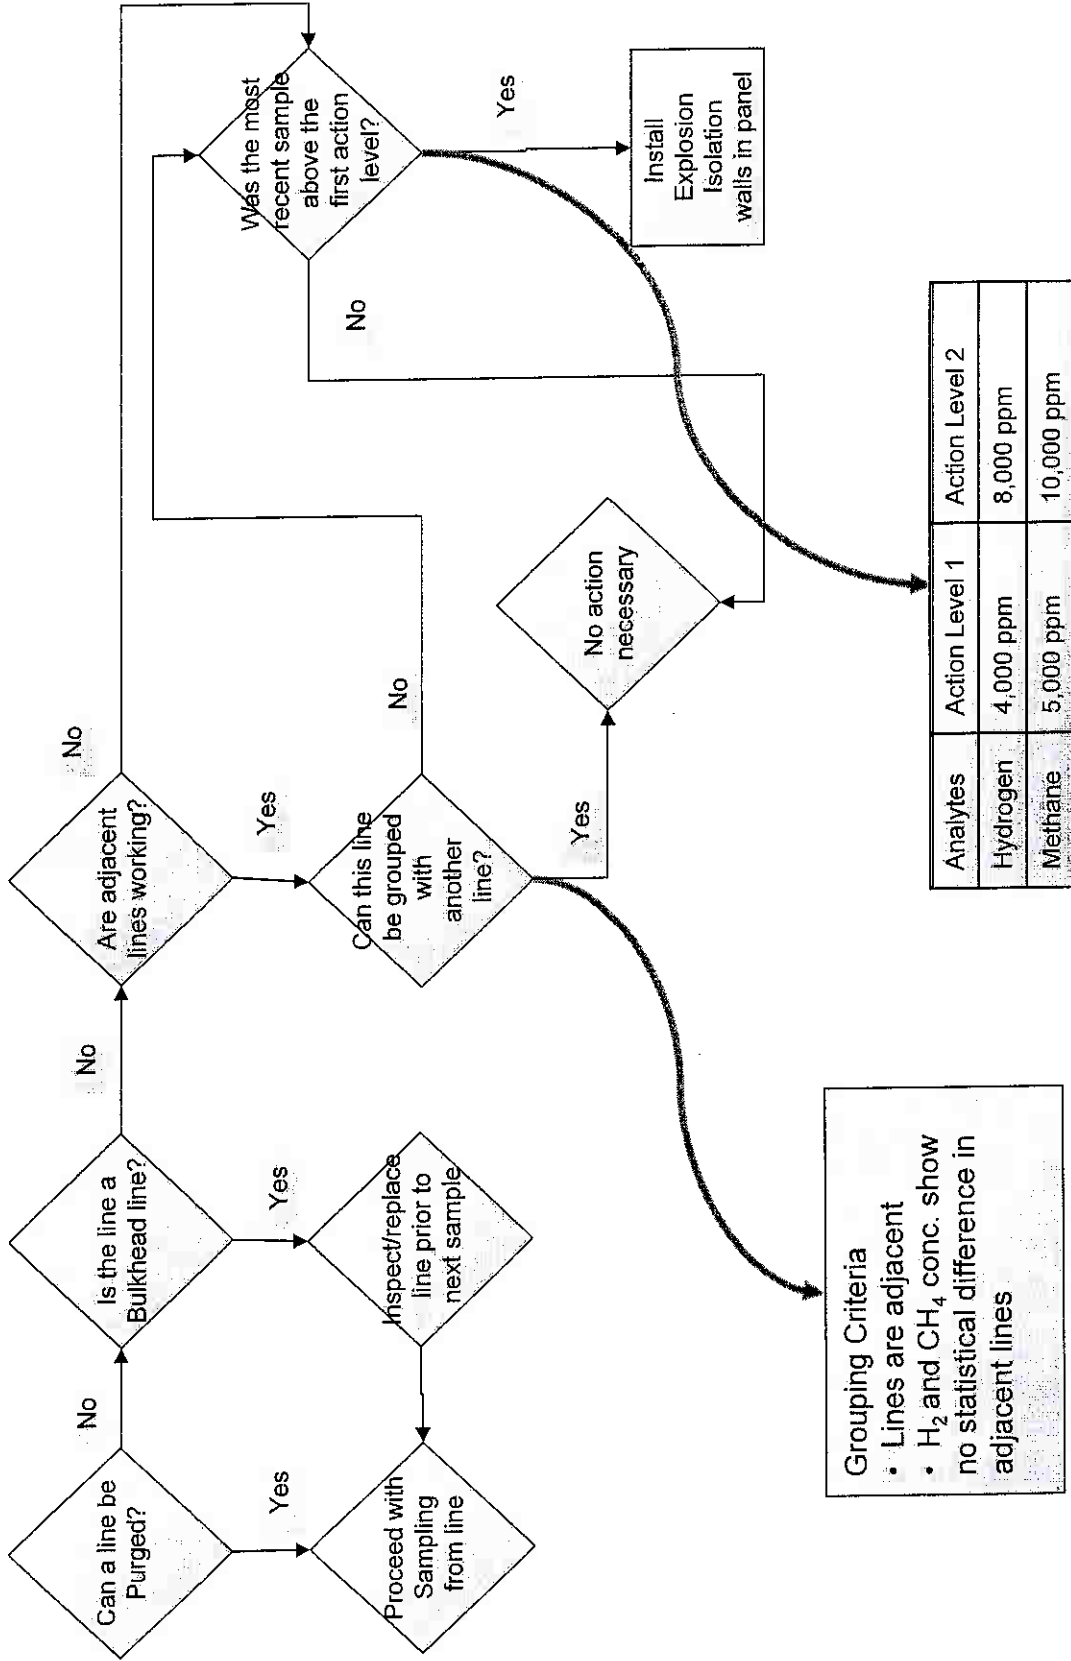 Can a line be
Purged?
No
Yes
Proceed with
Sampling
from line
Is the line a
Bulkhead line?
No
Yes
Inspect/replace
line prior to
next sample
Are adjacent
lines working?
No
Yes
Can this line
be grouped
with
another
line?
No
Yes
No action
necessary
Was the most
recent sample
above the
first action
level?
No
Yes
Install
Explosion
Isolation
walls in panel
Grouping Criteria
• Lines are adjacent
• H₂ and CH₄ conc. show
no statistical difference in
adjacent lines
Analytes Action Level 1 Action Level 2
Hydrogen 4,000 ppm 8,000 ppm
Methane 5,000 ppm 10,000 ppm